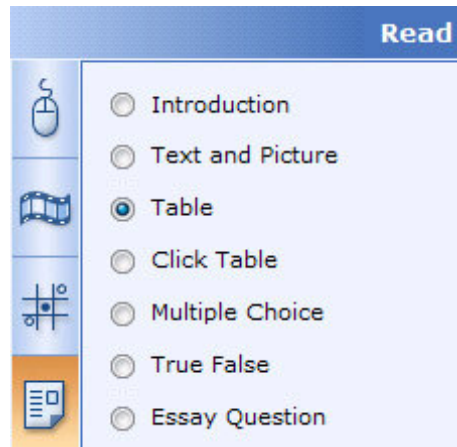 Read
Introduction
Text and Picture
Table
Click Table
Multiple Choice
True False
Essay Question